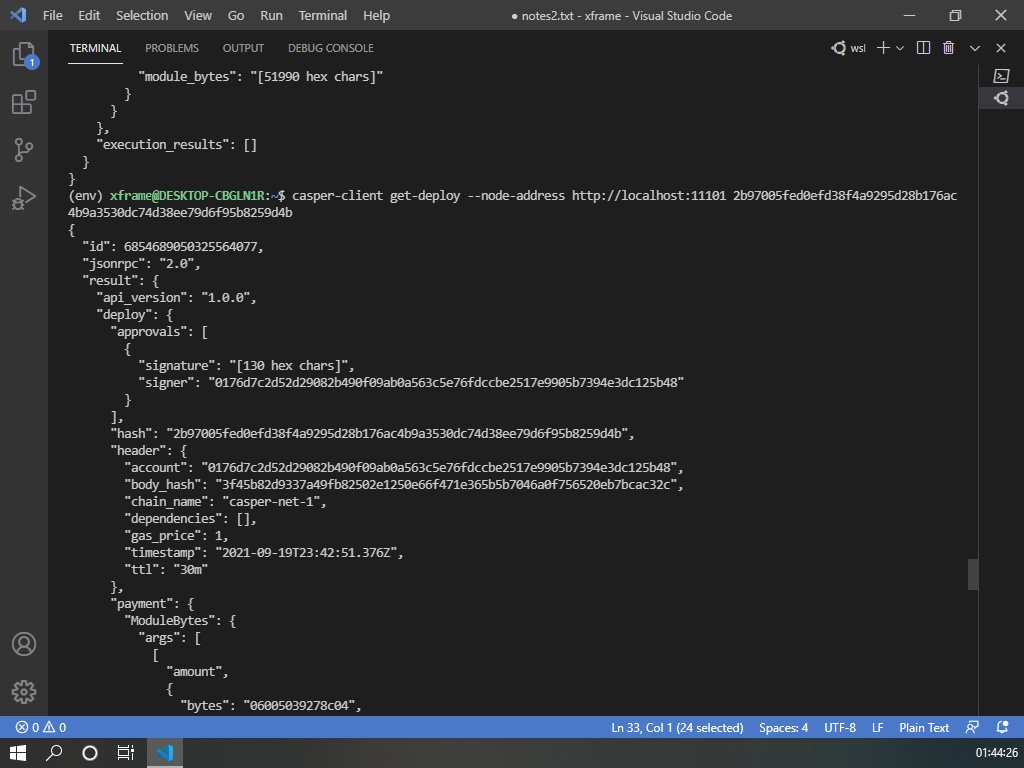 File Edit Selection View Go Run Terminal Help ● notes2.txt - xframe - Visual Studio Code
TERMINAL PROBLEMS OUTPUT DEBUG CONSOLE wsl
1
"module_bytes": "[51990 hex chars]"
}
}
},
"execution_results": []
}
}
(env) xframe@DESKTOP-CBGLN1R:~$ casper-client get-deploy --node-address http://localhost:11101 2b97005fed0efd38f4a9295d28b176ac
4b9a3530dc74d38ee79d6f95b8259d4b
{
"id": 6854689050325564077,
"jsonrpc": "2.0",
"result": {
"api_version": "1.0.0",
"deploy": {
"approvals": [
{
"signature": "[130 hex chars]",
"signer": "0176d7c2d52d29082b490f09ab0a563c5e76fdccbe2517e9905b7394e3dc125b48"
}
],
"hash": "2b97005fed0efd38f4a9295d28b176ac4b9a3530dc74d38ee79d6f95b8259d4b",
"header": {
"account": "0176d7c2d52d29082b490f09ab0a563c5e76fdccbe2517e9905b7394e3dc125b48",
"body_hash": "3f45b82d9337a49fb82502e1250e66f471e365b5b7046a0f756520eb7bcac32c",
"chain_name": "casper-net-1",
"dependencies": [],
"gas_price": 1,
"timestamp": "2021-09-19T23:42:51.376Z",
"ttl": "30m"
},
"payment": {
"ModuleBytes": {
"args": [
[
"amount",
{
"bytes": "06005039278c04",
0 0 Ln 33, Col 1 (24 selected) Spaces: 4 UTF-8 LF Plain Text
01:44:26